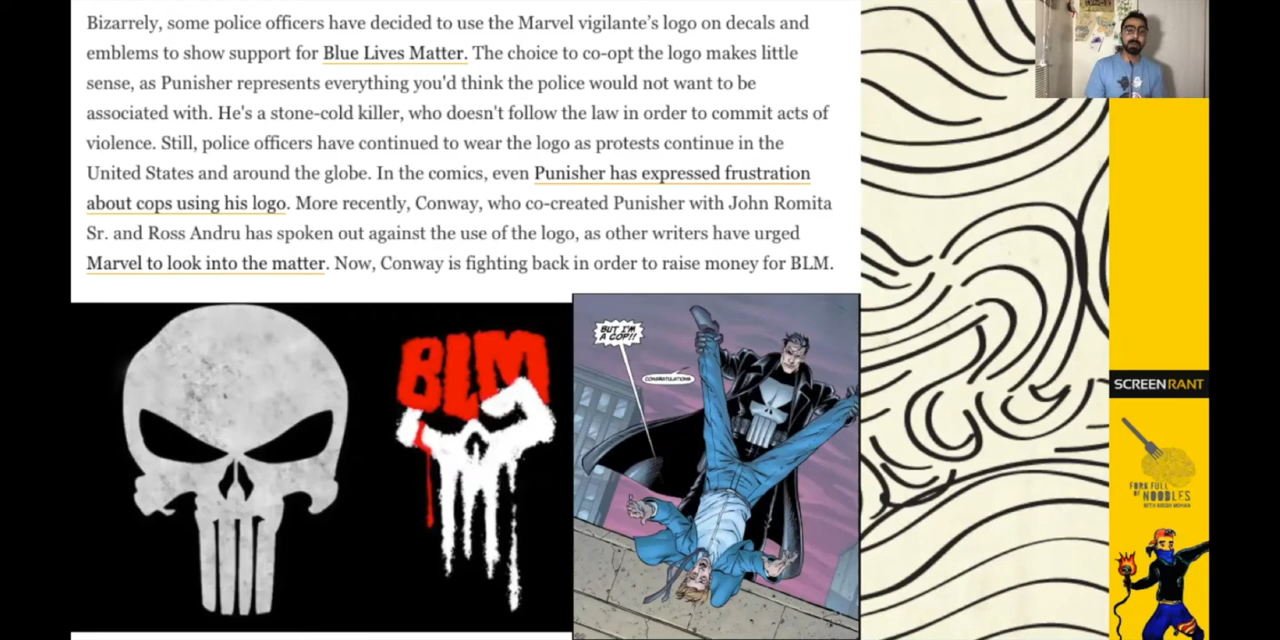 Bizarrely, some police officers have decided to use the Marvel vigilante’s logo on decals and
emblems to show support for Blue Lives Matter. The choice to co-opt the logo makes little
sense, as Punisher represents everything you'd think the police would not want to be
associated with. He's a stone-cold killer, who doesn't follow the law in order to commit acts of
violence. Still, police officers have continued to wear the logo as protests continue in the
United States and around the globe. In the comics, even Punisher has expressed frustration
about cops using his logo. More recently, Conway, who co-created Punisher with John Romita
Sr. and Ross Andru has spoken out against the use of the logo, as other writers have urged
Marvel to look into the matter. Now, Conway is fighting back in order to raise money for BLM.
BLM
BUT I'M
A COP!!
CONGRATULATIONS
SCREENRANT
FORK FULL
OF NOODLES